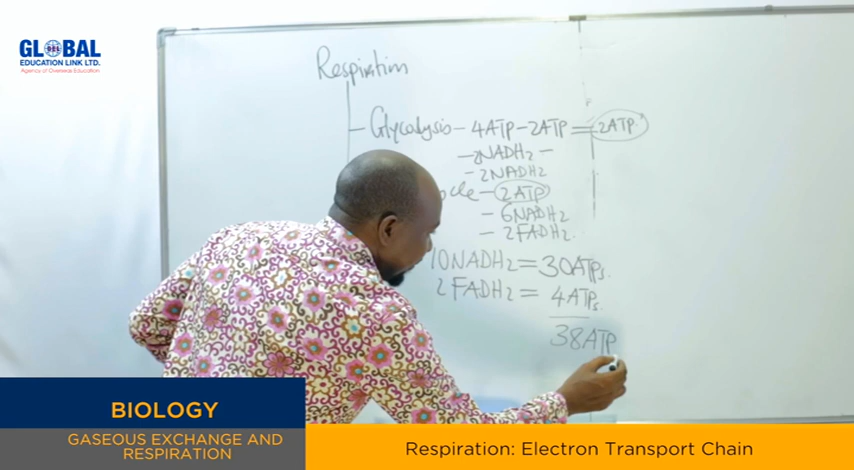 GLOBAL
EDUCATION LINK LTD.
Agency of Overseas Education
Respiration
Glycolysis - 4ATP - 2ATP = 2ATP
- 2NADH2 -
- 2NADH2
cle - 2ATP
- 6NADH2
- 2FADH2
10NADH2 = 30ATPs
2FADH2 = 4ATPs
38ATP
BIOLOGY
GASEOUS EXCHANGE AND
RESPIRATION
Respiration: Electron Transport Chain